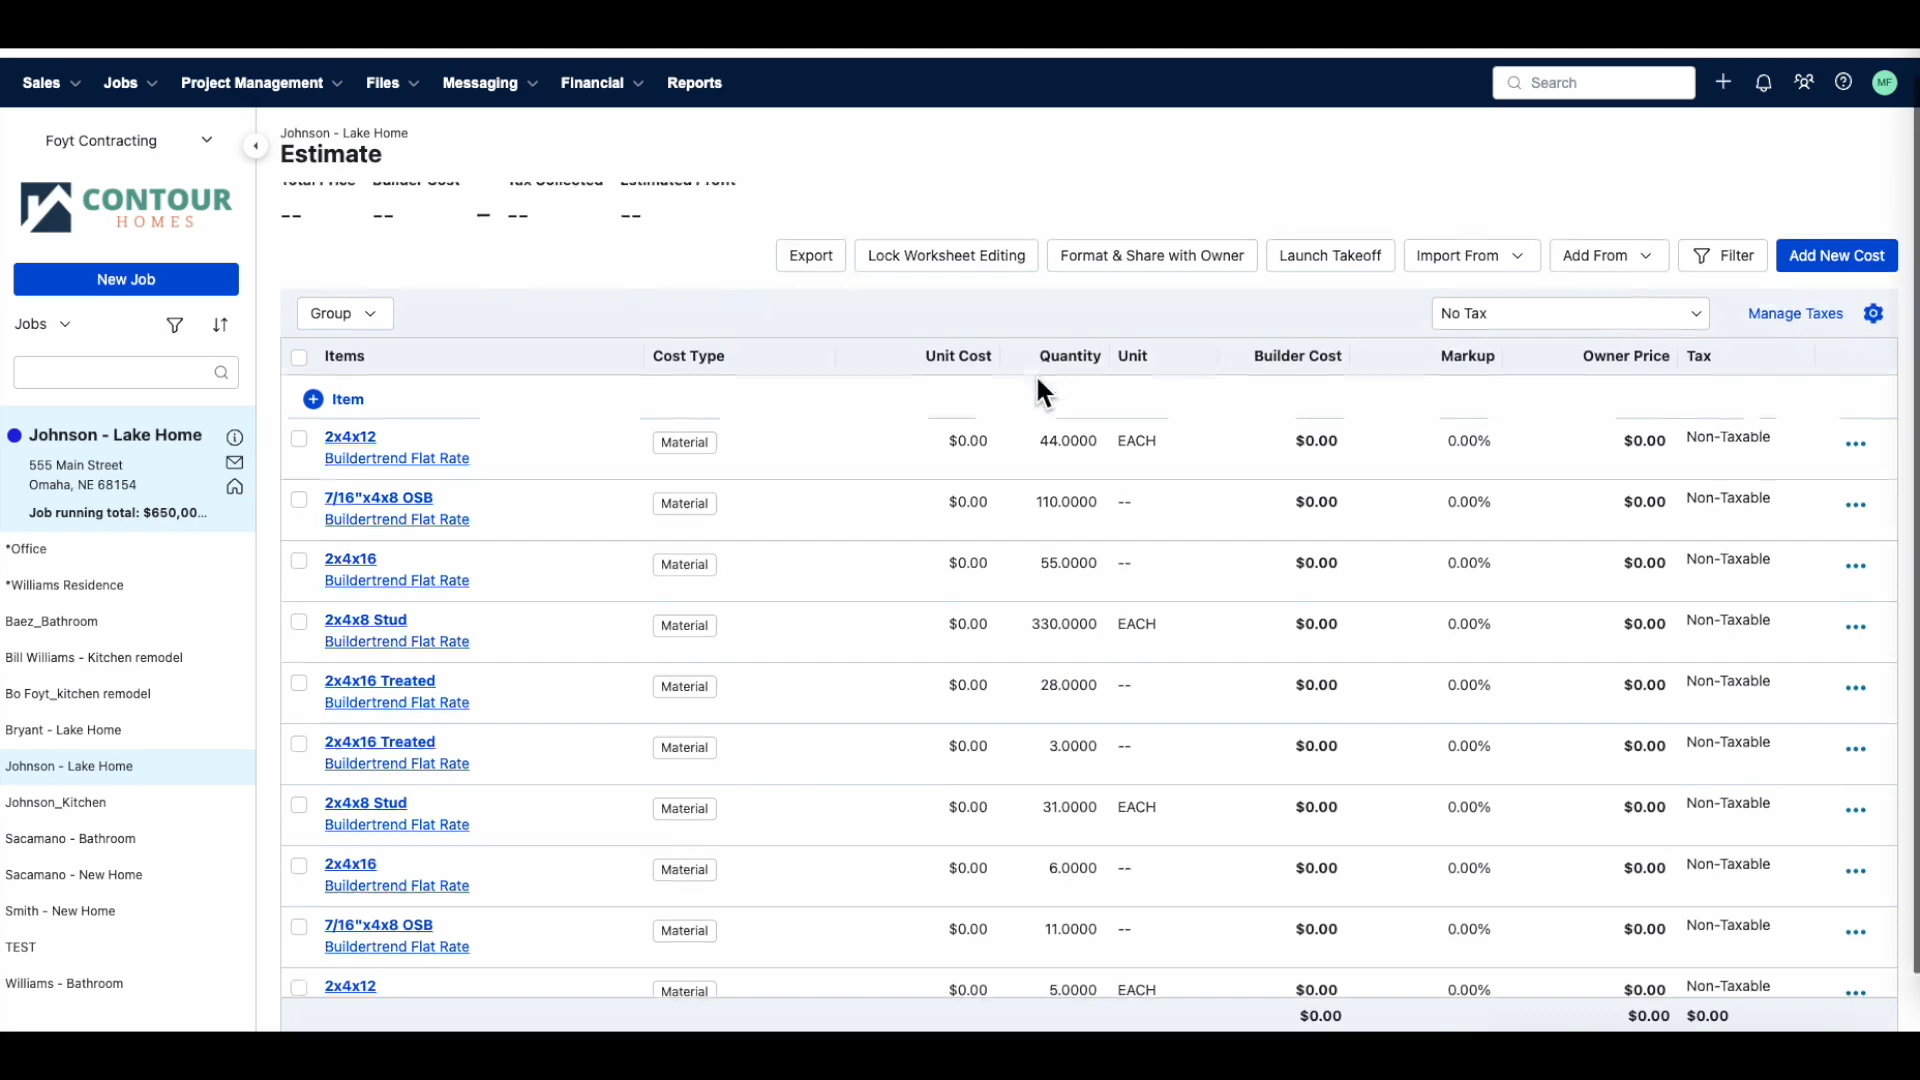 Sales Jobs Project Management Files Messaging Financial Reports Search MF
Foyt Contracting
CONTOUR
HOMES
New Job
Jobs
Johnson - Lake Home
555 Main Street
Omaha, NE 68154
Job running total: $650,00...
*Office
*Williams Residence
Baez_Bathroom
Bill Williams - Kitchen remodel
Bo Foyt_kitchen remodel
Bryant - Lake Home
Johnson - Lake Home
Johnson_Kitchen
Sacamano - Bathroom
Sacamano - New Home
Smith - New Home
TEST
Williams - Bathroom
Johnson - Lake Home
Estimate
Total Price Builder Cost Tax Collected Estimated Profit
-- -- – -- --
Export Lock Worksheet Editing Format & Share with Owner Launch Takeoff Import From Add From Filter Add New Cost
Group No Tax Manage Taxes
Items Cost Type Unit Cost Quantity Unit Builder Cost Markup Owner Price Tax
+ Item
2x4x12 Material $0.00 44.0000 EACH $0.00 0.00% $0.00 Non-Taxable
Buildertrend Flat Rate
7/16"x4x8 OSB Material $0.00 110.0000 -- $0.00 0.00% $0.00 Non-Taxable
Buildertrend Flat Rate
2x4x16 Material $0.00 55.0000 -- $0.00 0.00% $0.00 Non-Taxable
Buildertrend Flat Rate
2x4x8 Stud Material $0.00 330.0000 EACH $0.00 0.00% $0.00 Non-Taxable
Buildertrend Flat Rate
2x4x16 Treated Material $0.00 28.0000 -- $0.00 0.00% $0.00 Non-Taxable
Buildertrend Flat Rate
2x4x16 Treated Material $0.00 3.0000 -- $0.00 0.00% $0.00 Non-Taxable
Buildertrend Flat Rate
2x4x8 Stud Material $0.00 31.0000 EACH $0.00 0.00% $0.00 Non-Taxable
Buildertrend Flat Rate
2x4x16 Material $0.00 6.0000 -- $0.00 0.00% $0.00 Non-Taxable
Buildertrend Flat Rate
7/16"x4x8 OSB Material $0.00 11.0000 -- $0.00 0.00% $0.00 Non-Taxable
Buildertrend Flat Rate
2x4x12 Material $0.00 5.0000 EACH $0.00 0.00% $0.00 Non-Taxable
$0.00 $0.00 $0.00